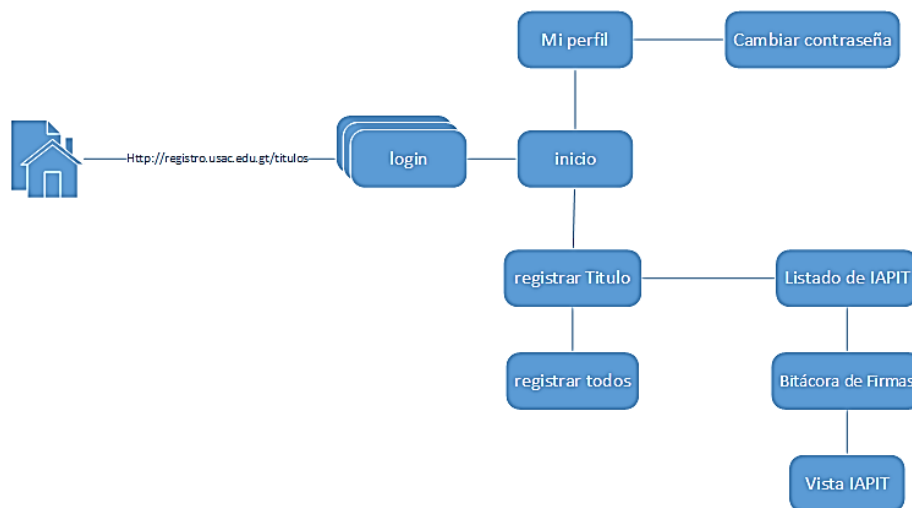 Mi perfil
Cambiar contraseña
Http://registro.usac.edu.gt/titulos
login
inicio
registrar Titulo
Listado de IAPIT
registrar todos
Bitácora de Firmas
Vista IAPIT